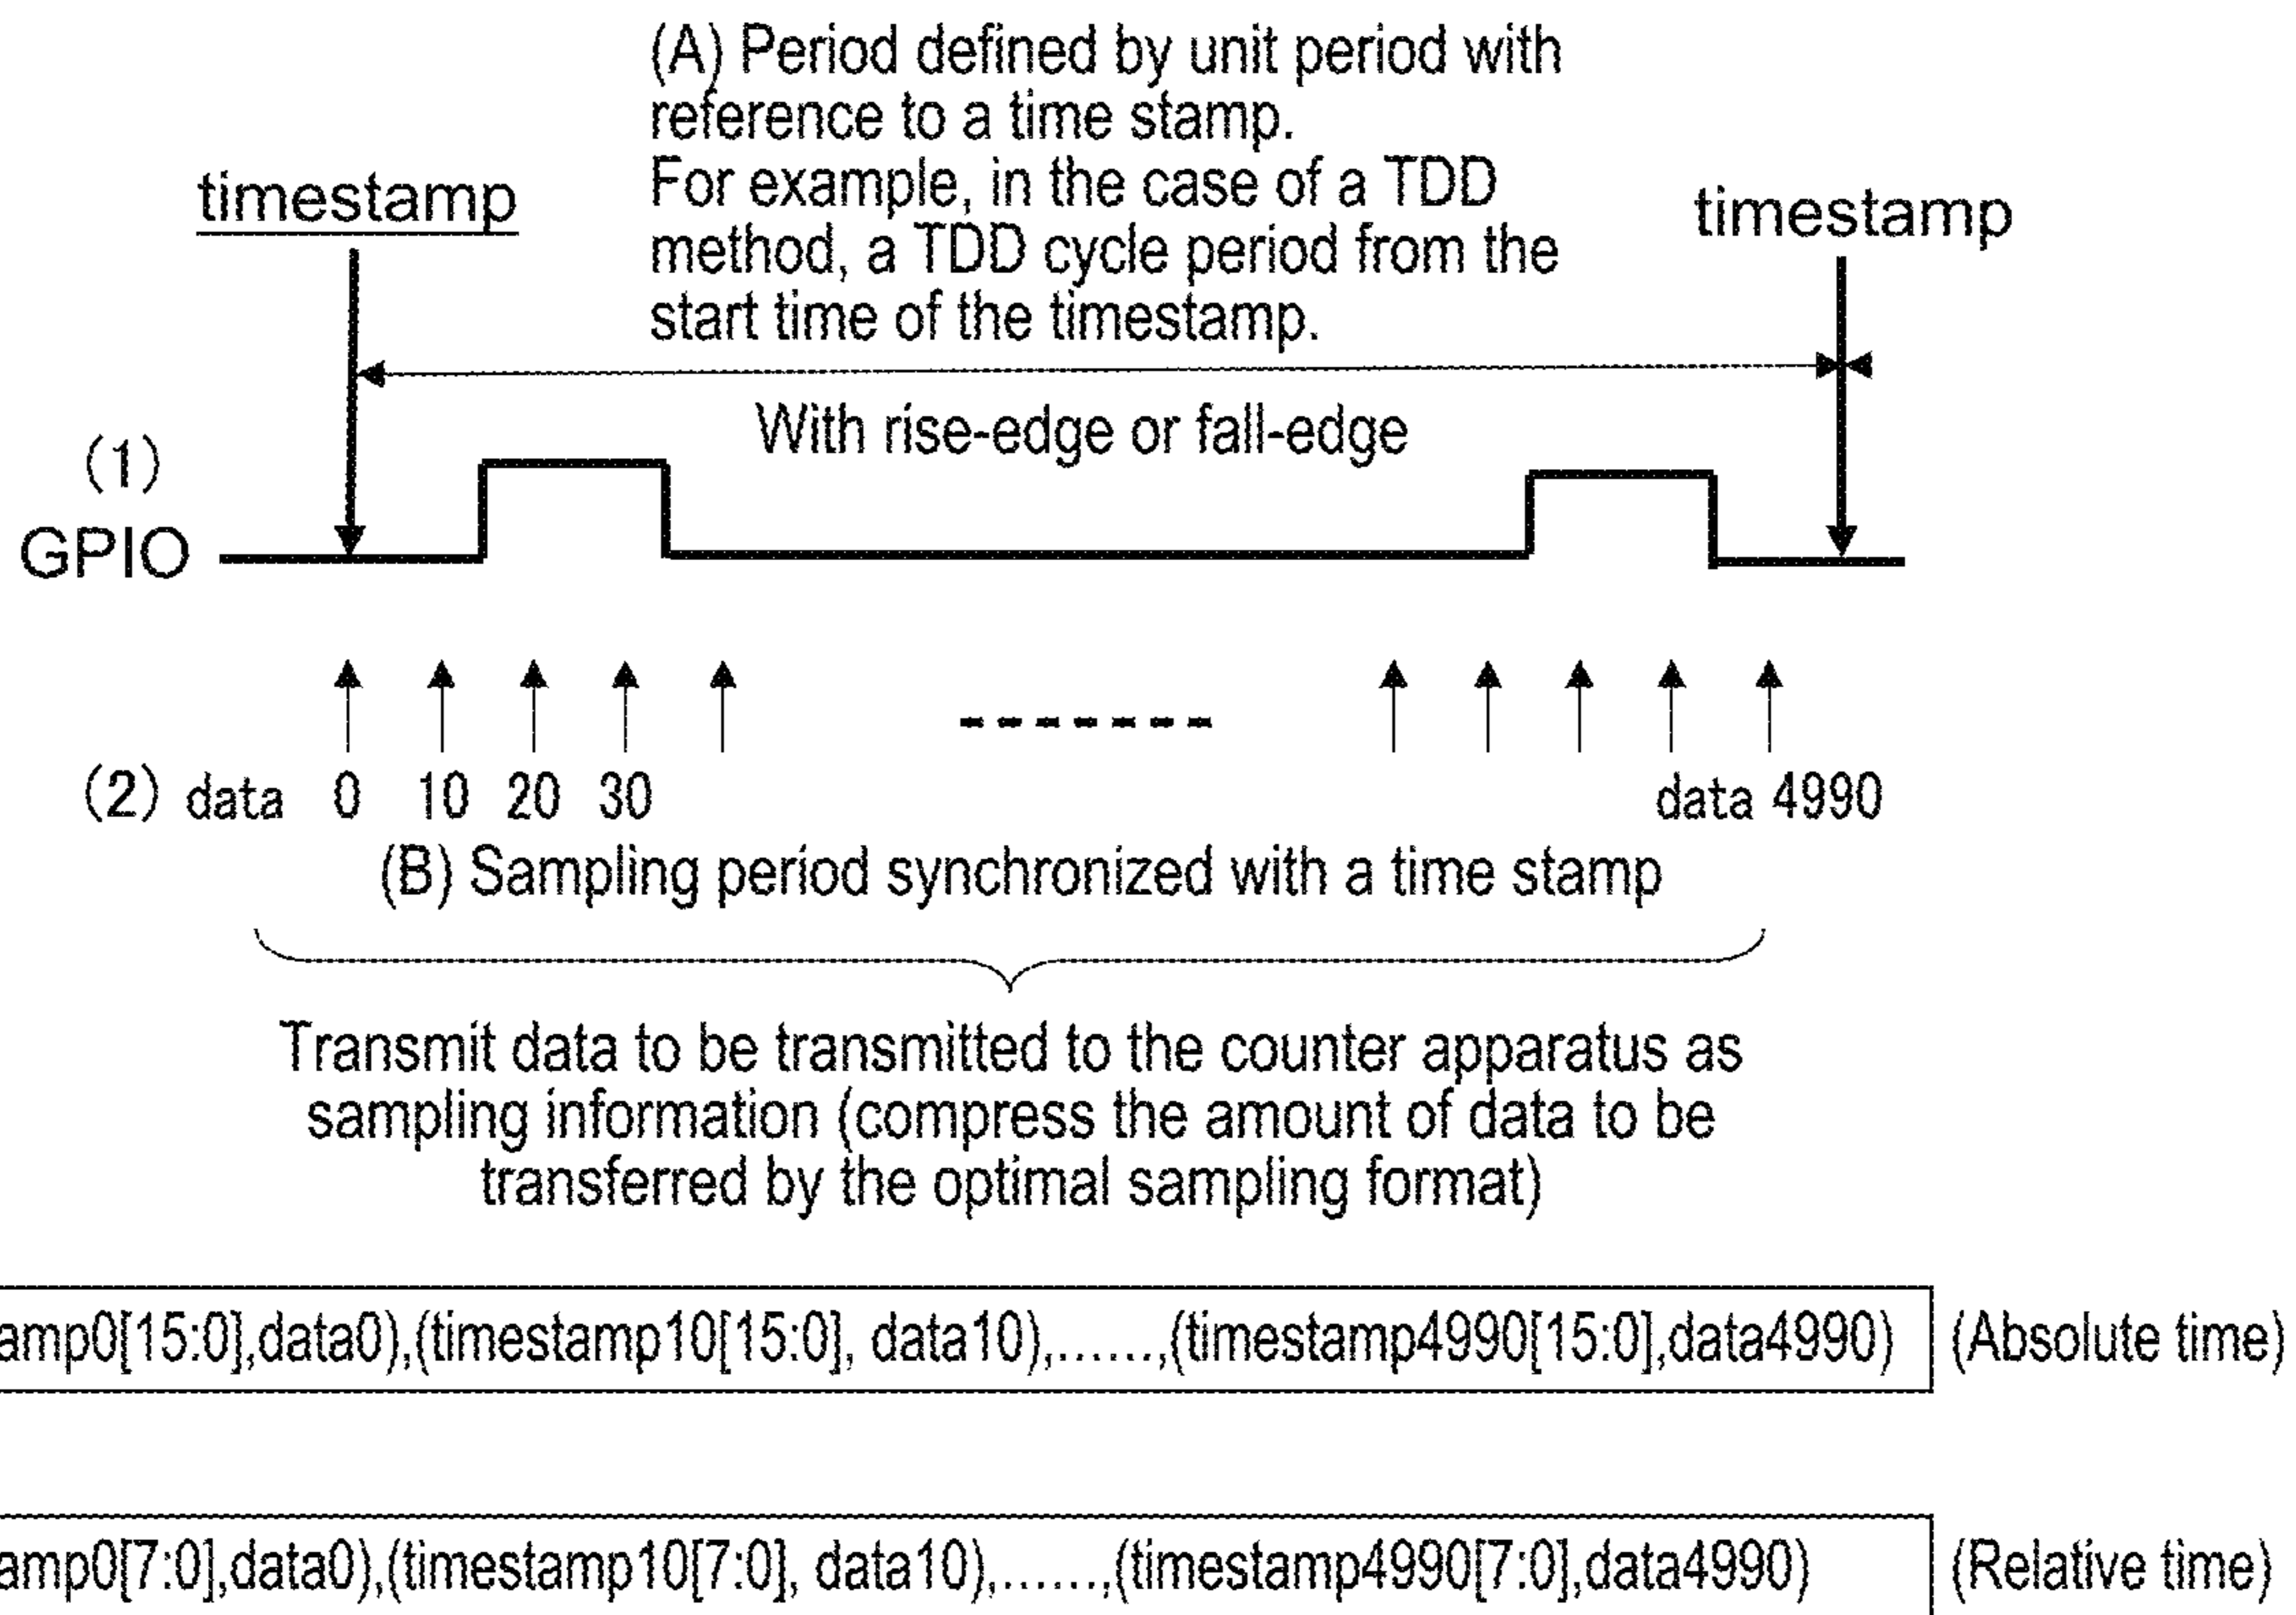 (A) Period defined by unit period with
reference to a time stamp.
For example, in the case of a TDD
method, a TDD cycle period from the
start time of the timestamp.
timestamp
timestamp
With rise-edge or fall-edge
(1)
GPIO
(2) data 0 10 20 30 data 4990
(B) Sampling period synchronized with a time stamp
Transmit data to be transmitted to the counter apparatus as
sampling information (compress the amount of data to be
transferred by the optimal sampling format)
amp0[15:0],data0),(timestamp10[15:0], data10),......,(timestamp4990[15:0],data4990) (Absolute time)
amp0[7:0],data0),(timestamp10[7:0], data10),......,(timestamp4990[7:0],data4990) (Relative time)